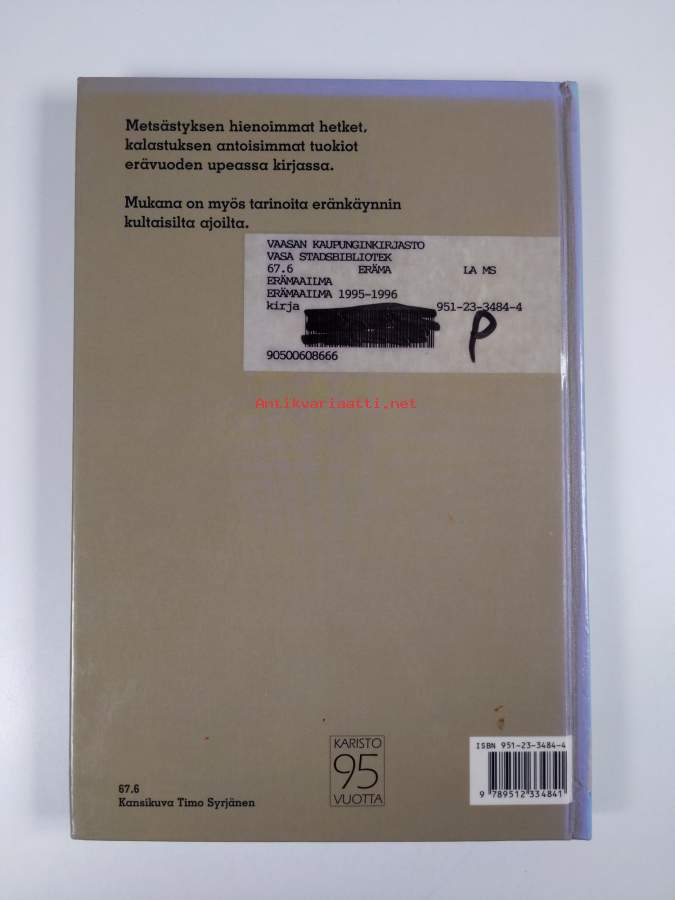 Metsästyksen hienoimmat hetket,
kalastuksen antoisimmat tuokiot
erävuoden upeassa kirjassa.
Mukana on myös tarinoita eränkäynnin
kultaisilta ajoilta.
VAASAN KAUPUNGINKIRJASTO
VASA STADSBIBLIOTEK
67.6 ERÄMA LA MS
ERÄMAAILMA
ERÄMAAILMA 1995-1996
kirja 951-23-3484-4
P
90500608666
Antikvariaatti.net
KARISTO
95
VUOTTA
ISBN 951-23-3484-4
9 789512 334841
67.6
Kansikuva Timo Syrjänen